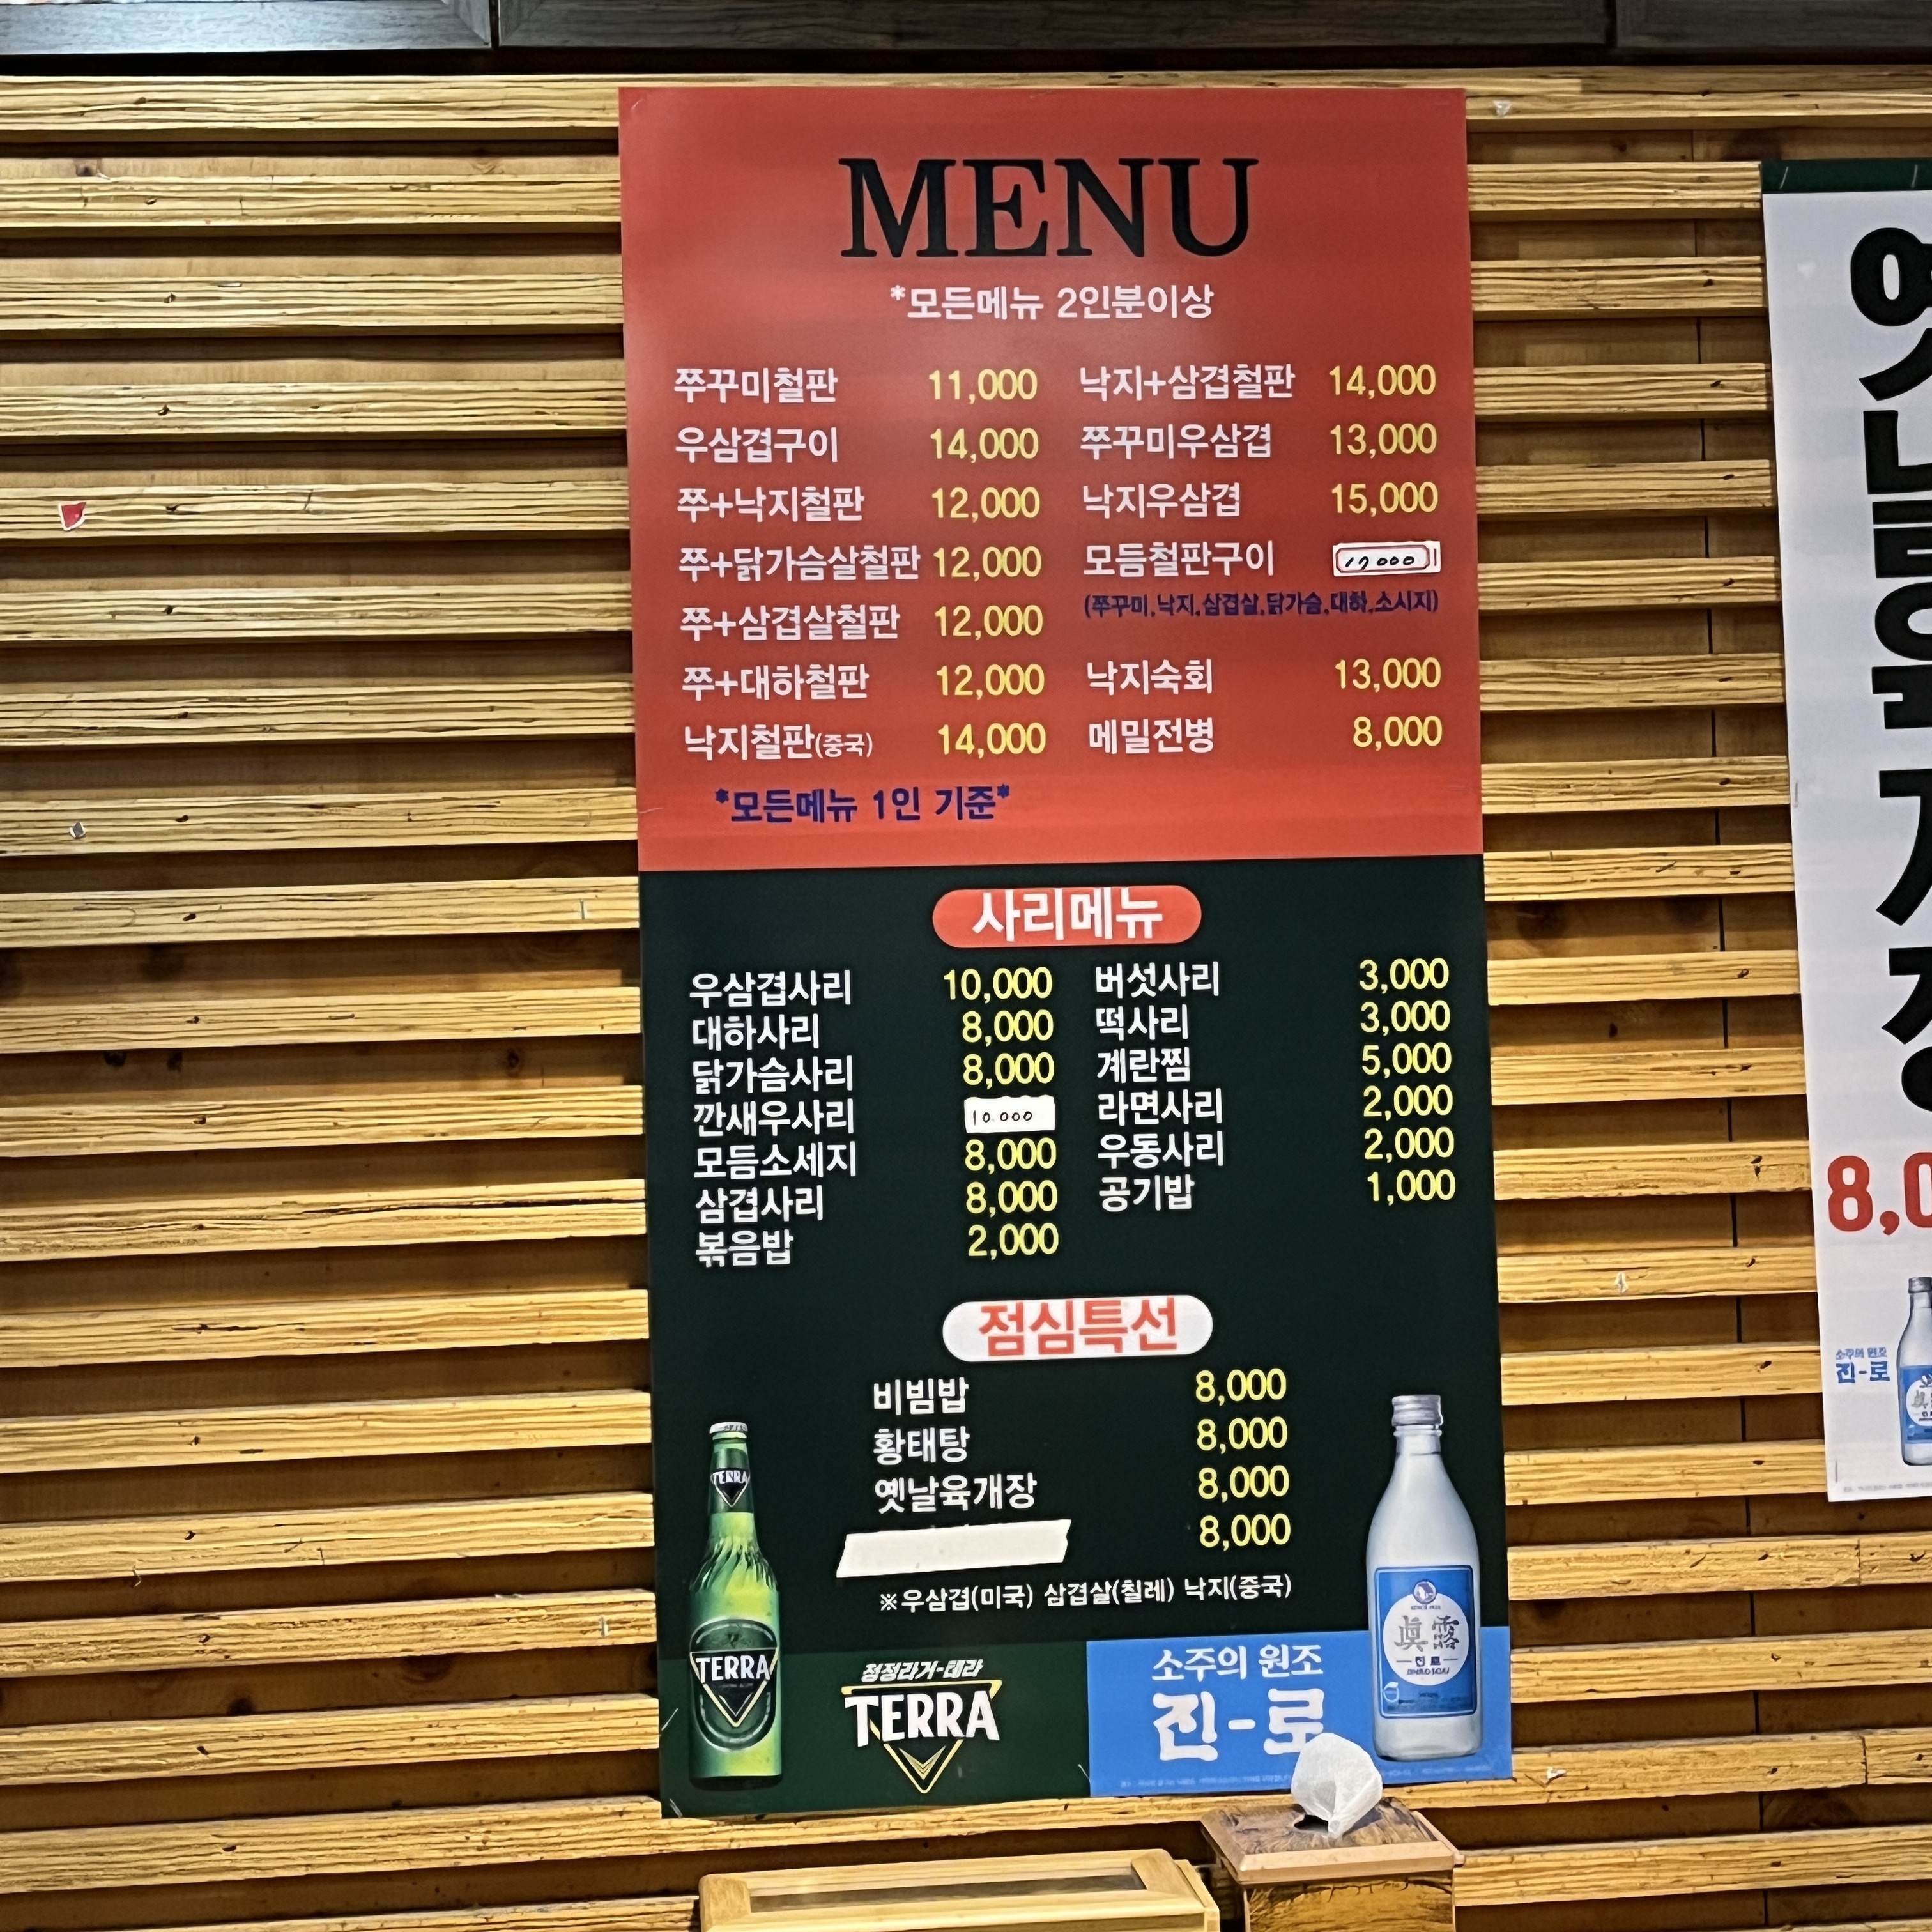 MENU
*모든메뉴 2인분이상
쭈꾸미철판 11,000
우삼겹구이 14,000
쭈+낙지철판 12,000
쭈+닭가슴살철판 12,000
쭈+삼겹살철판 12,000
쭈+대하철판 12,000
낙지철판(중국) 14,000
*모든메뉴 1인 기준*
낙지+삼겹철판 14,000
쭈꾸미우삼겹 13,000
낙지우삼겹 15,000
모듬철판구이
(쭈꾸미,낙지,삼겹살,닭가슬,대하,소시지)
낙지숙회 13,000
메밀전병 8,000
사리메뉴
우삼겹사리 10,000
대하사리 8,000
닭가슴사리 8,000
깐새우사리 10.000
모듬소세지 8,000
삼겹사리 8,000
볶음밥 2,000
버섯사리 3,000
떡사리 3,000
계란찜 5,000
라면사리 2,000
우동사리 2,000
공기밥 1,000
점심특선
비빔밥 8,000
황태탕 8,000
옛날육개장 8,000
8,000
※우삼겹(미국) 삼겹살(칠레) 낙지(중국)
TERRA
TERRA
청정라거-테라
TERRA
소주의 원조
진-로
眞露
진로
소주의 원조
진-로